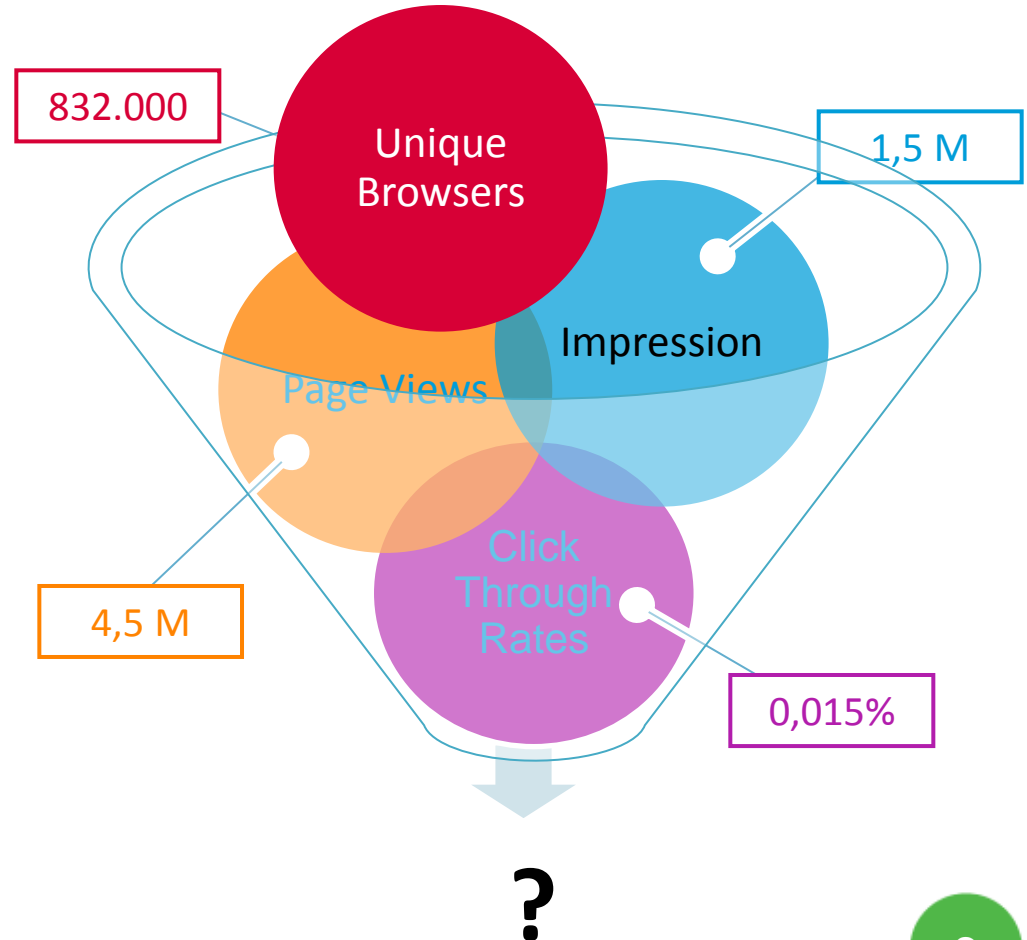 832.000
Unique
Browsers
1,5 M
Impression
Page Views
Click
Through
Rates
4,5 M
0,015%
?